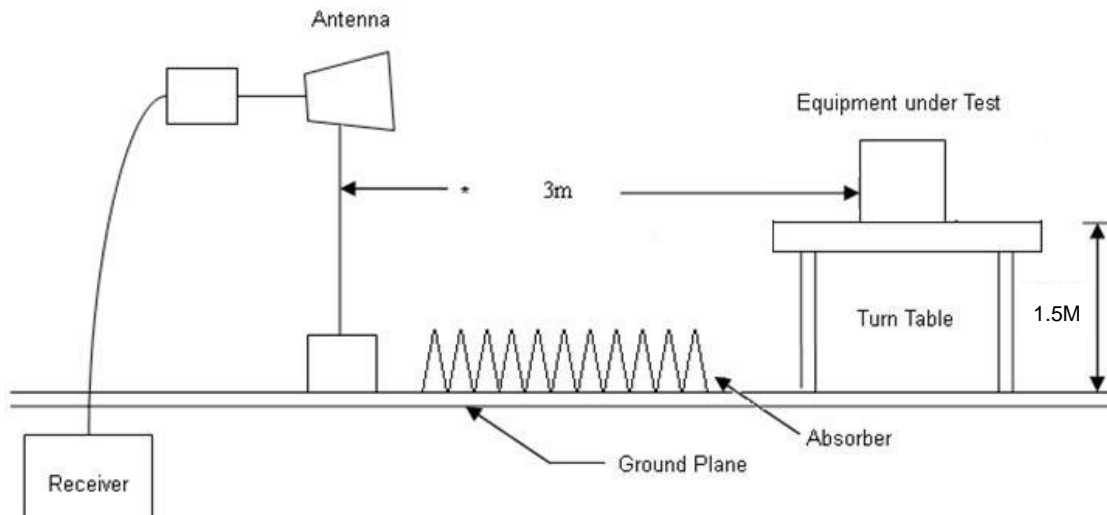 Antenna
Equipment under Test
* 3m
Turn Table
1.5M
Absorber
Ground Plane
Receiver